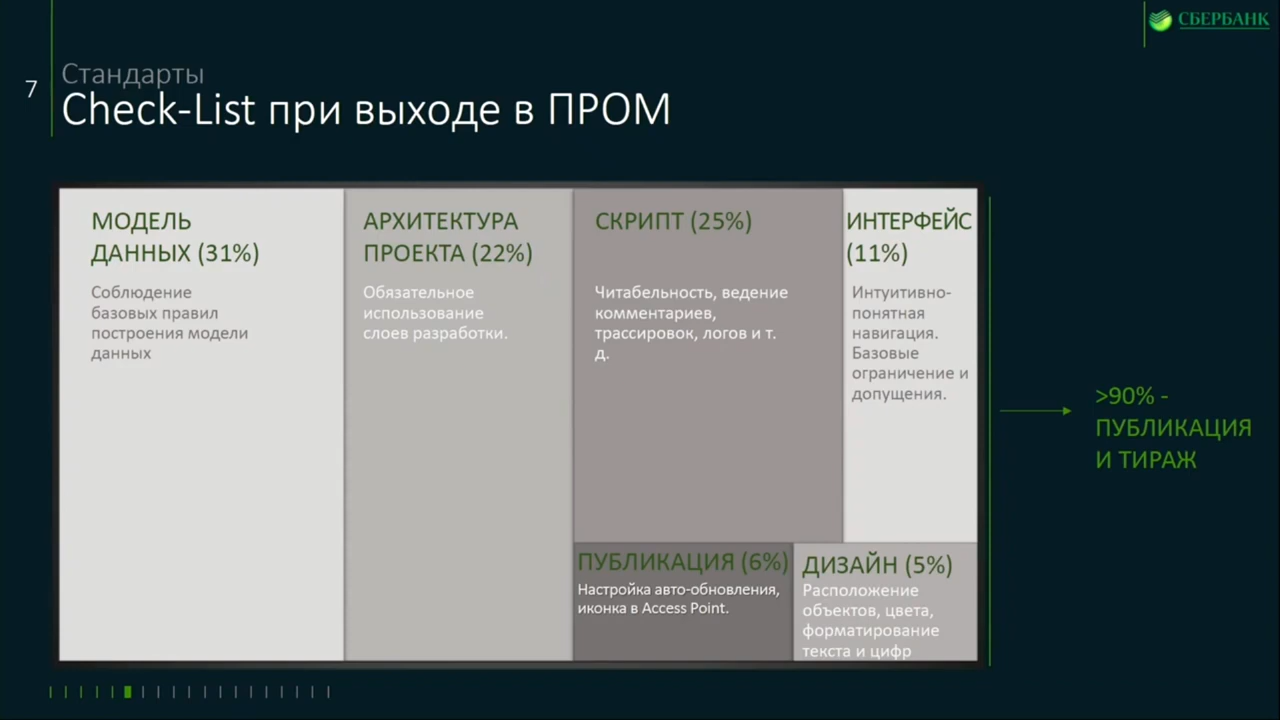 СБЕРБАНК
7
Стандарты
Check-List при выходе в ПРОМ
МОДЕЛЬ
ДАННЫХ (31%)
Соблюдение
базовых правил
построения модели
данных
АРХИТЕКТУРА
ПРОЕКТА (22%)
Обязательное
использование
слоев разработки.
СКРИПТ (25%)
Читабельность, ведение
комментариев,
трассировок, логов и т.
д.
ИНТЕРФЕЙС
(11%)
Интуитивно-
понятная
навигация.
Базовые
ограничение и
допущения.
ПУБЛИКАЦИЯ (6%)
Настройка авто-обновления,
иконка в Access Point.
ДИЗАЙН (5%)
Расположение
объектов, цвета,
форматирование
текста и цифр
>90% -
ПУБЛИКАЦИЯ
И ТИРАЖ